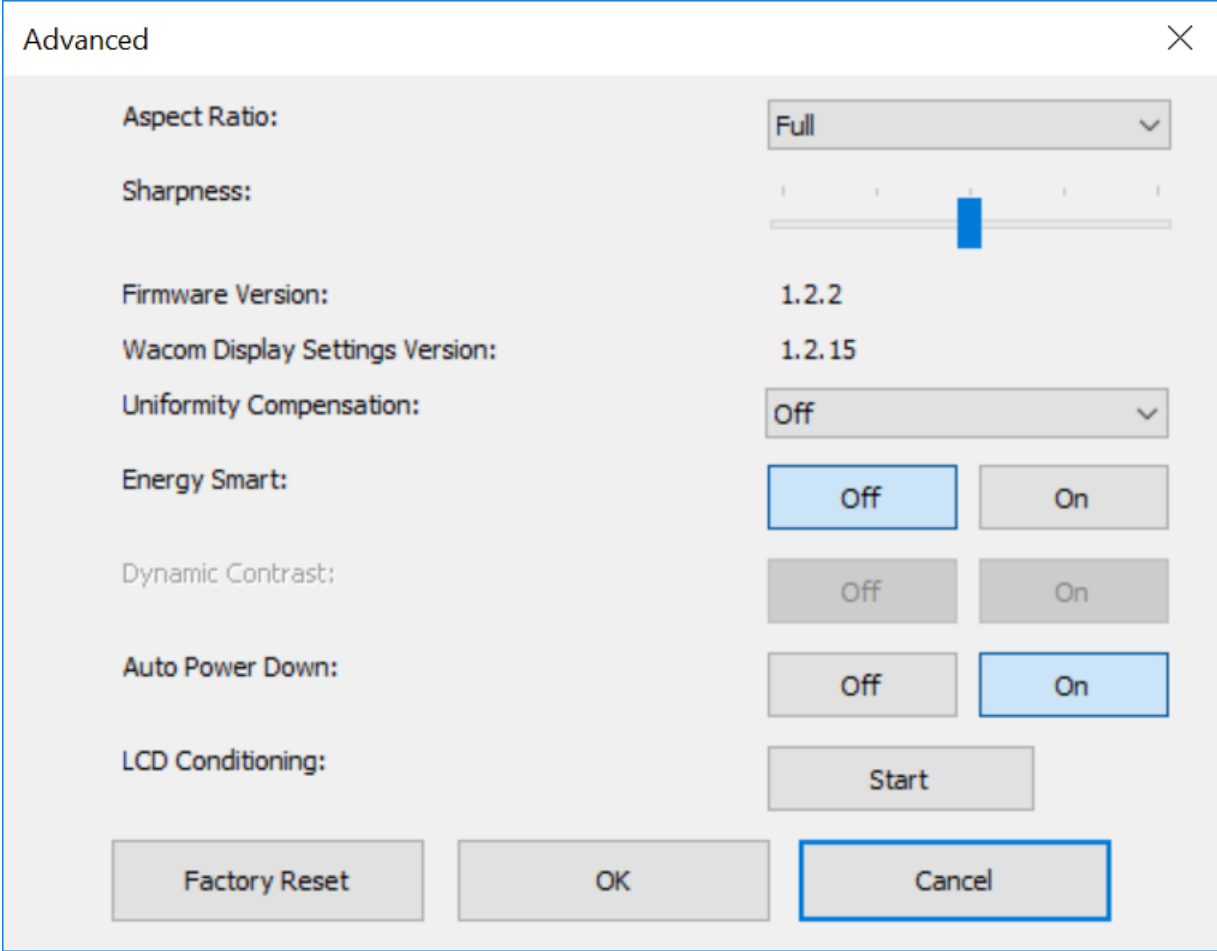 Advanced
Aspect Ratio: Full
Sharpness:
Firmware Version: 1.2.2
Wacom Display Settings Version: 1.2.15
Uniformity Compensation: Off
Energy Smart: Off On
Dynamic Contrast: Off On
Auto Power Down: Off On
LCD Conditioning: Start
Factory Reset OK Cancel